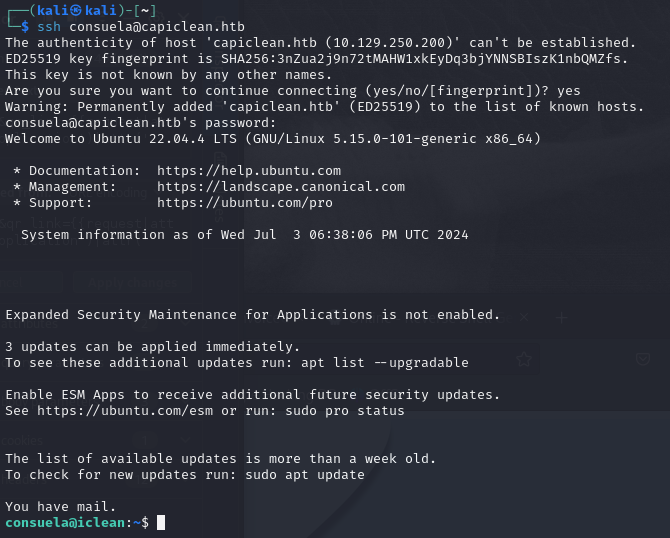 ┌──(kali㉿kali)-[~]
└─$ ssh consuela@capiclean.htb
The authenticity of host 'capiclean.htb (10.129.250.200)' can't be established.
ED25519 key fingerprint is SHA256:3nZua2j9n72tMAHW1xkEyDq3bjYNNSBIszK1nbQMZfs.
This key is not known by any other names.
Are you sure you want to continue connecting (yes/no/[fingerprint])? yes
Warning: Permanently added 'capiclean.htb' (ED25519) to the list of known hosts.
consuela@capiclean.htb's password:
Welcome to Ubuntu 22.04.4 LTS (GNU/Linux 5.15.0-101-generic x86_64)
* Documentation: https://help.ubuntu.com
* Management: https://landscape.canonical.com
* Support: https://ubuntu.com/pro
System information as of Wed Jul 3 06:38:06 PM UTC 2024
Expanded Security Maintenance for Applications is not enabled.
3 updates can be applied immediately.
To see these additional updates run: apt list --upgradable
Enable ESM Apps to receive additional future security updates.
See https://ubuntu.com/esm or run: sudo pro status
The list of available updates is more than a week old.
To check for new updates run: sudo apt update
You have mail.
consuela@iclean:~$